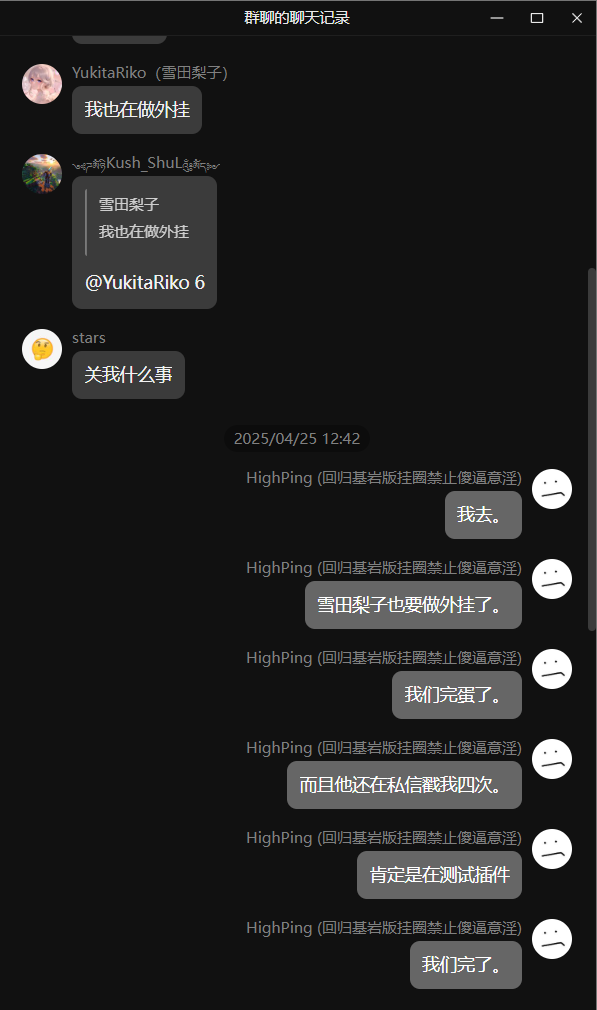 群聊的聊天记录
YukitaRiko（雪田梨子）
我也在做外挂
Kush_ShuL
雪田梨子
我也在做外挂
@YukitaRiko 6
stars
关我什么事
2025/04/25 12:42
HighPing (回归基岩版挂圈禁止傻逼意淫)
我去。
HighPing (回归基岩版挂圈禁止傻逼意淫)
雪田梨子也要做外挂了。
HighPing (回归基岩版挂圈禁止傻逼意淫)
我们完蛋了。
HighPing (回归基岩版挂圈禁止傻逼意淫)
而且他还在私信戳我四次。
HighPing (回归基岩版挂圈禁止傻逼意淫)
肯定是在测试插件
HighPing (回归基岩版挂圈禁止傻逼意淫)
我们完了。